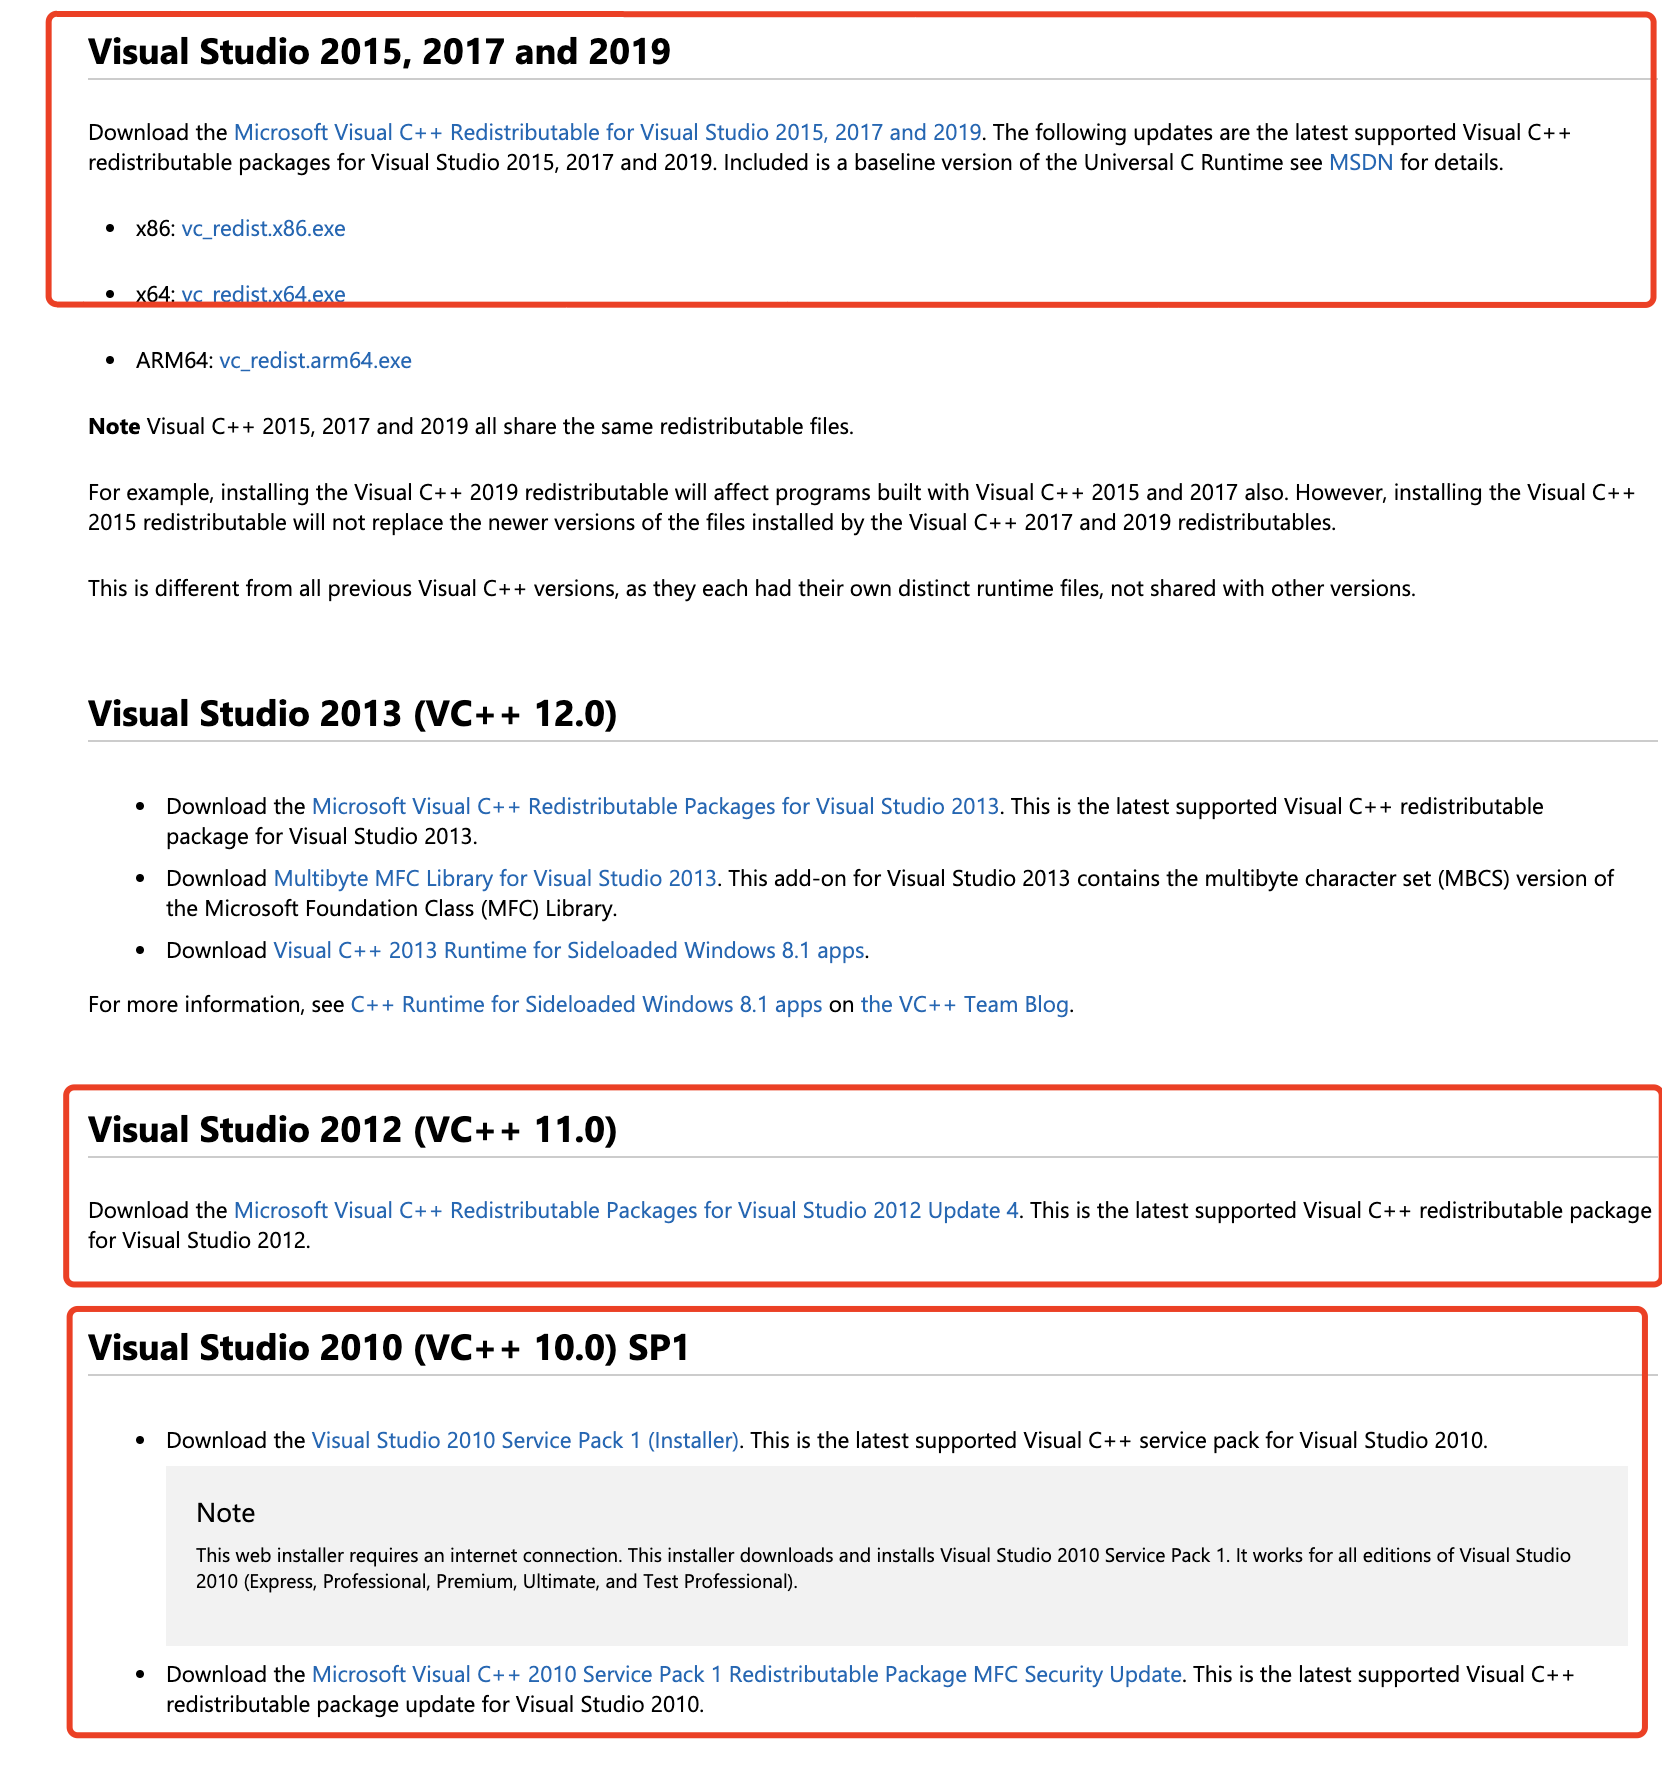 Visual Studio 2015, 2017 and 2019
Download the Microsoft Visual C++ Redistributable for Visual Studio 2015, 2017 and 2019. The following updates are the latest supported Visual C++
redistributable packages for Visual Studio 2015, 2017 and 2019. Included is a baseline version of the Universal C Runtime see MSDN for details.
• x86: vc_redist.x86.exe
• x64: vc_redist.x64.exe
• ARM64: vc_redist.arm64.exe
Note Visual C++ 2015, 2017 and 2019 all share the same redistributable files.
For example, installing the Visual C++ 2019 redistributable will affect programs built with Visual C++ 2015 and 2017 also. However, installing the Visual C++
2015 redistributable will not replace the newer versions of the files installed by the Visual C++ 2017 and 2019 redistributables.
This is different from all previous Visual C++ versions, as they each had their own distinct runtime files, not shared with other versions.
Visual Studio 2013 (VC++ 12.0)
• Download the Microsoft Visual C++ Redistributable Packages for Visual Studio 2013. This is the latest supported Visual C++ redistributable
package for Visual Studio 2013.
• Download Multibyte MFC Library for Visual Studio 2013. This add-on for Visual Studio 2013 contains the multibyte character set (MBCS) version of
the Microsoft Foundation Class (MFC) Library.
• Download Visual C++ 2013 Runtime for Sideloaded Windows 8.1 apps.
For more information, see C++ Runtime for Sideloaded Windows 8.1 apps on the VC++ Team Blog.
Visual Studio 2012 (VC++ 11.0)
Download the Microsoft Visual C++ Redistributable Packages for Visual Studio 2012 Update 4. This is the latest supported Visual C++ redistributable package
for Visual Studio 2012.
Visual Studio 2010 (VC++ 10.0) SP1
• Download the Visual Studio 2010 Service Pack 1 (Installer). This is the latest supported Visual C++ service pack for Visual Studio 2010.
Note
This web installer requires an internet connection. This installer downloads and installs Visual Studio 2010 Service Pack 1. It works for all editions of Visual Studio
2010 (Express, Professional, Premium, Ultimate, and Test Professional).
• Download the Microsoft Visual C++ 2010 Service Pack 1 Redistributable Package MFC Security Update. This is the latest supported Visual C++
redistributable package update for Visual Studio 2010.